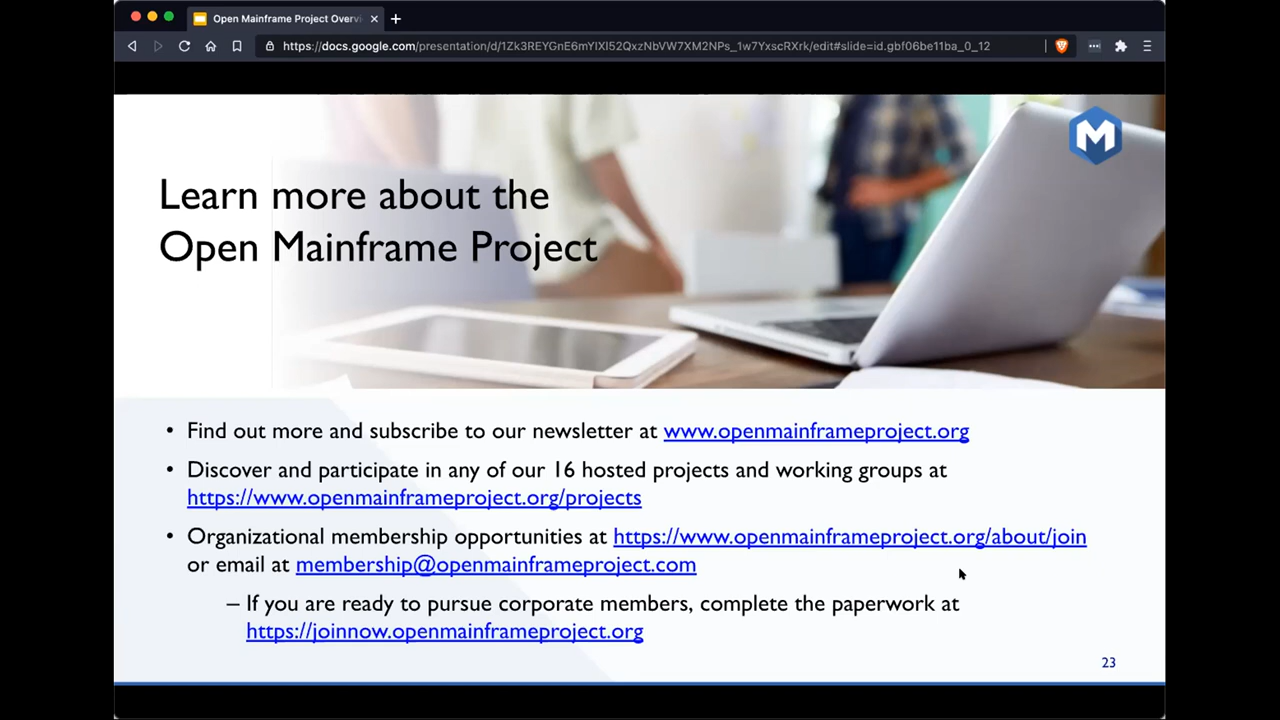 Open Mainframe Project Overvi
https://docs.google.com/presentation/d/1Zk3REYGnE6mYIXI52QxzNbVW7XM2NPs_1w7YxscRXrk/edit#slide=id.gbf06be11ba_0_12
M
Learn more about the
Open Mainframe Project
• Find out more and subscribe to our newsletter at www.openmainframeproject.org
• Discover and participate in any of our 16 hosted projects and working groups at
https://www.openmainframeproject.org/projects
• Organizational membership opportunities at https://www.openmainframeproject.org/about/join
or email at membership@openmainframeproject.com
– If you are ready to pursue corporate members, complete the paperwork at
https://joinnow.openmainframeproject.org
23